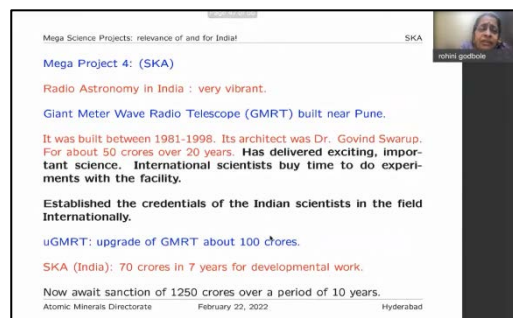 Mega Science Projects: relevance of and for India! SKA
rohini godbole
Mega Project 4: (SKA)
Radio Astronomy in India : very vibrant.
Giant Meter Wave Radio Telescope (GMRT) built near Pune.
It was built between 1981-1998. Its architect was Dr. Govind Swarup.
For about 50 crores over 20 years. Has delivered exciting, impor-
tant science. International scientists buy time to do experi-
ments with the facility.
Established the credentials of the Indian scientists in the field
Internationally.
uGMRT: upgrade of GMRT about 100 crores.
SKA (India): 70 crores in 7 years for developmental work.
Now await sanction of 1250 crores over a period of 10 years.
Atomic Minerals Directorate February 22, 2022 Hyderabad